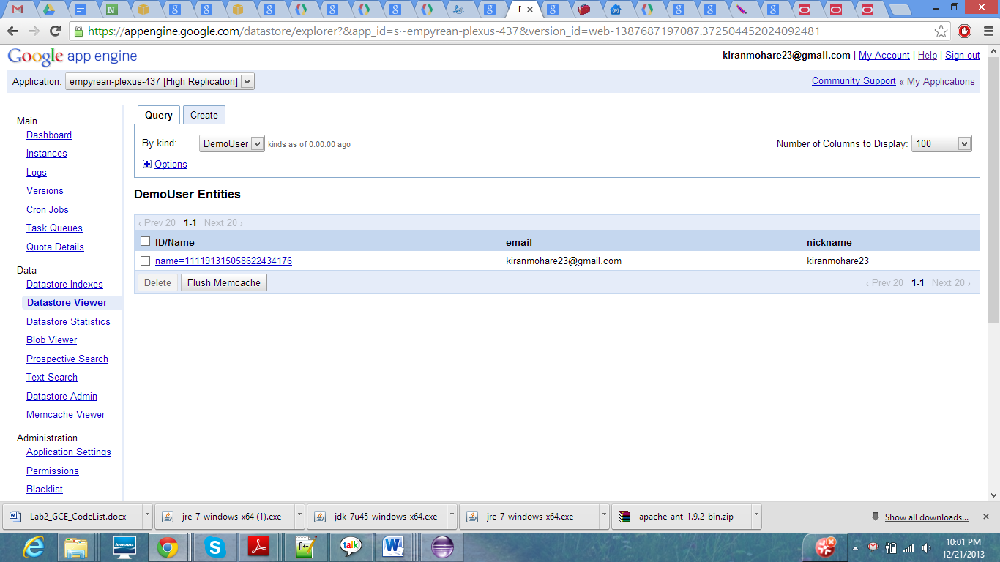 https://appengine.google.com/datastore/explorer?&app_id=s~empyrean-plexus-437&version_id=web-1387687197087.372504452024092481
Google app engine
kiranmohare23@gmail.com | My Account | Help | Sign out
Application: empyrean-plexus-437 [High Replication]
Community Support « My Applications
Main
Dashboard
Instances
Logs
Versions
Cron Jobs
Task Queues
Quota Details
Data
Datastore Indexes
Datastore Viewer
Datastore Statistics
Blob Viewer
Prospective Search
Text Search
Datastore Admin
Memcache Viewer
Administration
Application Settings
Permissions
Blacklist
Query Create
By kind: DemoUser kinds as of 0:00:00 ago
Number of Columns to Display: 100
Options
DemoUser Entities
‹ Prev 20 1-1 Next 20 ›
ID/Name email nickname
name=111191315058622434176 kiranmohare23@gmail.com kiranmohare23
Delete Flush Memcache ‹ Prev 20 1-1 Next 20 ›
Lab2_GCE_CodeList.docx jre-7-windows-x64 (1).exe jdk-7u45-windows-x64.exe jre-7-windows-x64.exe apache-ant-1.9.2-bin.zip Show all downloads...
lenovo talk
10:01 PM
12/21/2013